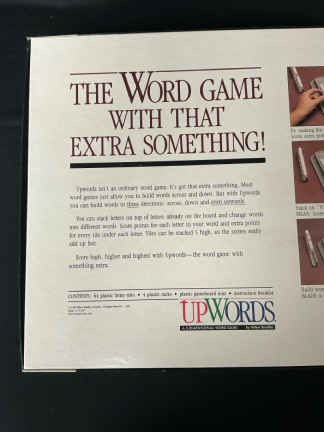 THE WORD GAME
WITH THAT
EXTRA SOMETHING!
Upwords isn't an ordinary word game. It's got that extra something. Most
word games just allow you to build words across and down. But with Upwords
you can build words in three directions: across, down and even upwards.
You can stack letters on top of letters already on the board and change words
into different words. Score points for each letter in your word and extra points
for every tile under each letter. Tiles can be stacked 5 high, so the scores really
add up fast.
Score high, higher and highest with Upwords—the word game with
something extra.
CONTENTS: 64 plastic letter tiles • 4 plastic racks • plastic gameboard unit • instruction booklet
UPWORDS
A 3-DIMENSIONAL WORD GAME by Milton Bradley